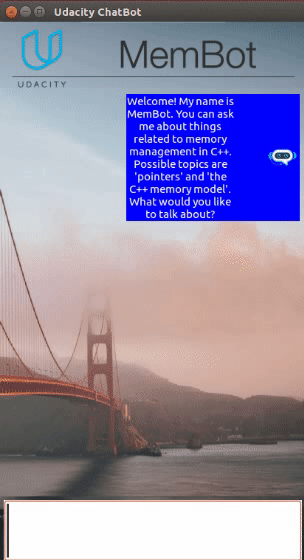 Udacity ChatBot
MemBot
UDACITY
Welcome! My name is
MemBot. You can ask
me about things
related to memory
management in C++.
Possible topics are
'pointers' and 'the
C++ memory model'.
What would you like
to talk about?